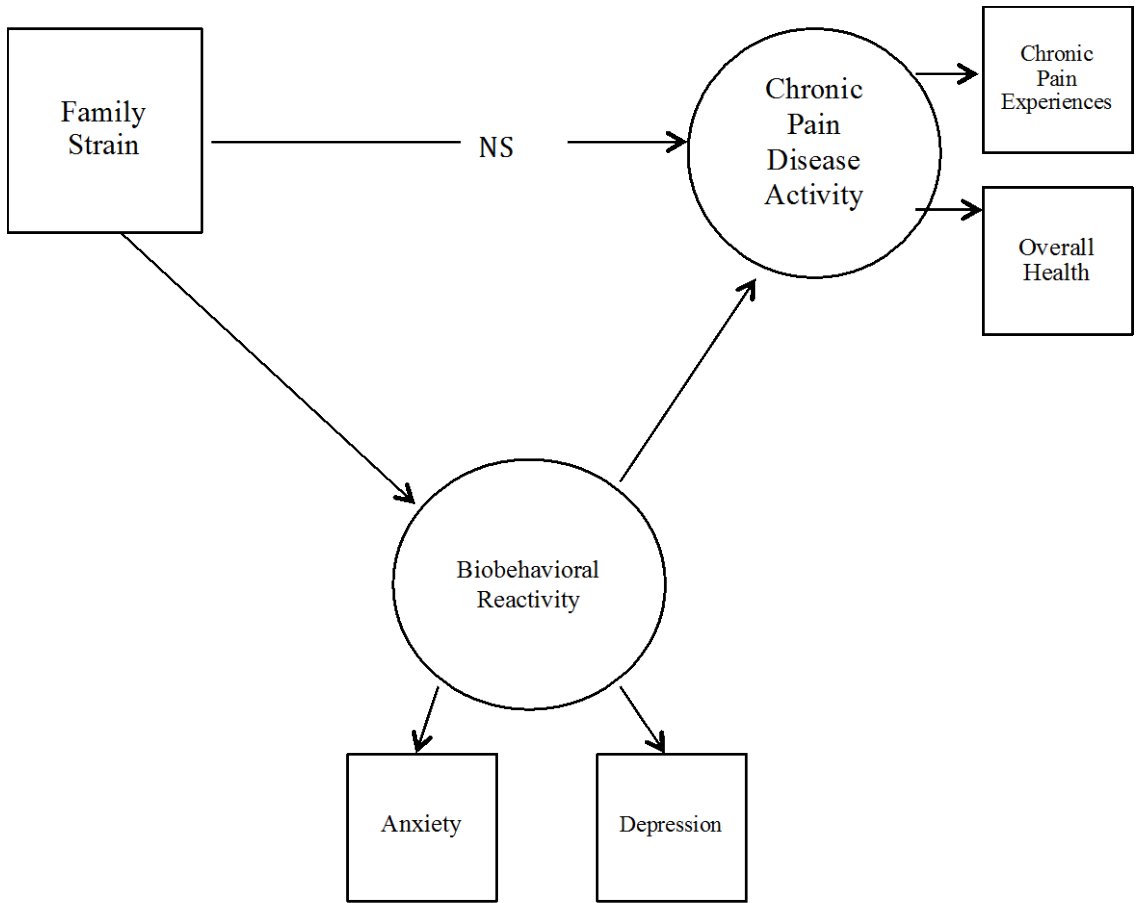 Family
Strain
NS
Chronic
Pain
Disease
Activity
Chronic
Pain
Experiences
Overall
Health
Biobehavioral
Reactivity
Anxiety
Depression